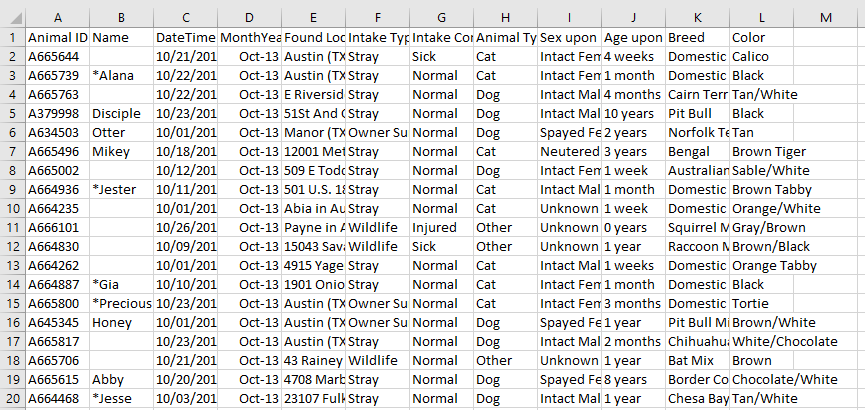 A B C D E F G H I J K L M
1 Animal ID Name DateTime MonthYea Found Loc Intake Typ Intake Cor Animal Ty Sex upon Age upon Breed Color
2 A665644 10/21/201 Oct-13 Austin (TX Stray Sick Cat Intact Fem 4 weeks Domestic Calico
3 A665739 *Alana 10/22/201 Oct-13 Austin (TX Stray Normal Cat Intact Fem 1 month Domestic Black
4 A665763 10/22/201 Oct-13 E Riversid Stray Normal Dog Intact Mal 4 months Cairn Terr Tan/White
5 A379998 Disciple 10/23/201 Oct-13 51St And G Stray Normal Dog Intact Mal 10 years Pit Bull Black
6 A634503 Otter 10/01/201 Oct-13 Manor (TX Owner Su Normal Dog Spayed Fe 2 years Norfolk Te Tan
7 A665496 Mikey 10/18/201 Oct-13 12001 Met Stray Normal Cat Neutered 3 years Bengal Brown Tiger
8 A665002 10/12/201 Oct-13 509 E Todd Stray Normal Dog Intact Fem 1 week Australian Sable/White
9 A664936 *Jester 10/11/201 Oct-13 501 U.S. 18 Stray Normal Cat Intact Mal 1 month Domestic Brown Tabby
10 A664235 10/01/201 Oct-13 Abia in Au Stray Normal Cat Unknown 1 week Domestic Orange/White
11 A666101 10/26/201 Oct-13 Payne in A Wildlife Injured Other Unknown 0 years Squirrel M Gray/Brown
12 A664830 10/09/201 Oct-13 15043 Sava Wildlife Sick Other Unknown 1 year Raccoon M Brown/Black
13 A664262 10/01/201 Oct-13 4915 Yage Stray Normal Cat Intact Mal 1 weeks Domestic Orange Tabby
14 A664887 *Gia 10/10/201 Oct-13 1901 Onio Stray Normal Cat Intact Fem 1 month Domestic Black
15 A665800 *Precious 10/23/201 Oct-13 Austin (TX Owner Su Normal Cat Intact Fem 3 months Domestic Tortie
16 A645345 Honey 10/01/201 Oct-13 Austin (TX Owner Su Normal Dog Spayed Fe 1 year Pit Bull Mi Brown/White
17 A665817 10/23/201 Oct-13 Austin (TX Stray Normal Dog Intact Mal 2 months Chihuahua White/Chocolate
18 A665706 10/21/201 Oct-13 43 Rainey Wildlife Normal Other Unknown 1 year Bat Mix Brown
19 A665615 Abby 10/20/201 Oct-13 4708 Marb Stray Normal Dog Spayed Fe 8 years Border Co Chocolate/White
20 A664468 *Jesse 10/03/201 Oct-13 23107 Fulk Stray Normal Dog Intact Mal 1 year Chesa Bay Tan/White